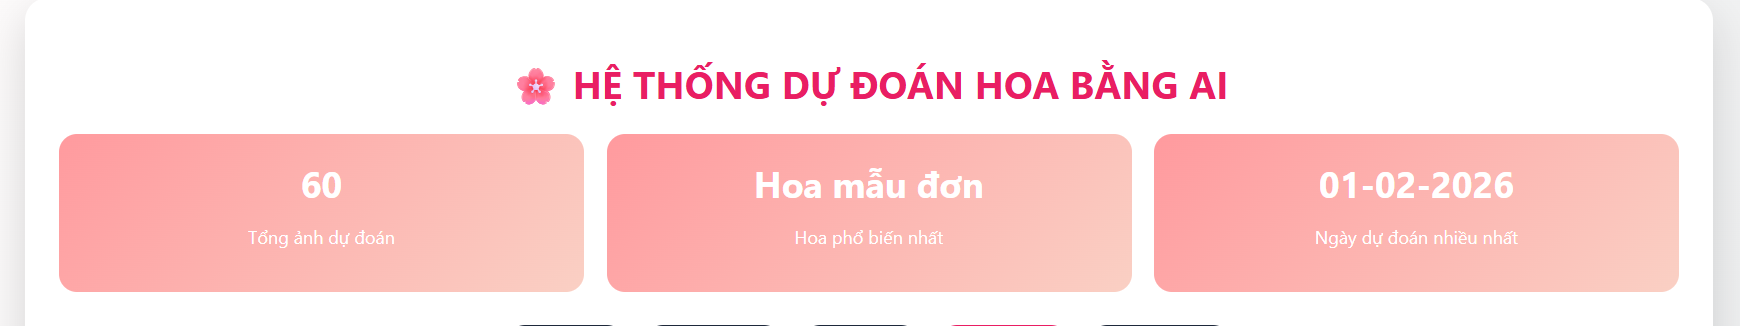 HỆ THỐNG DỰ ĐOÁN HOA BẰNG AI
60
Tổng ảnh dự đoán
Hoa mẫu đơn
Hoa phổ biến nhất
01-02-2026
Ngày dự đoán nhiều nhất